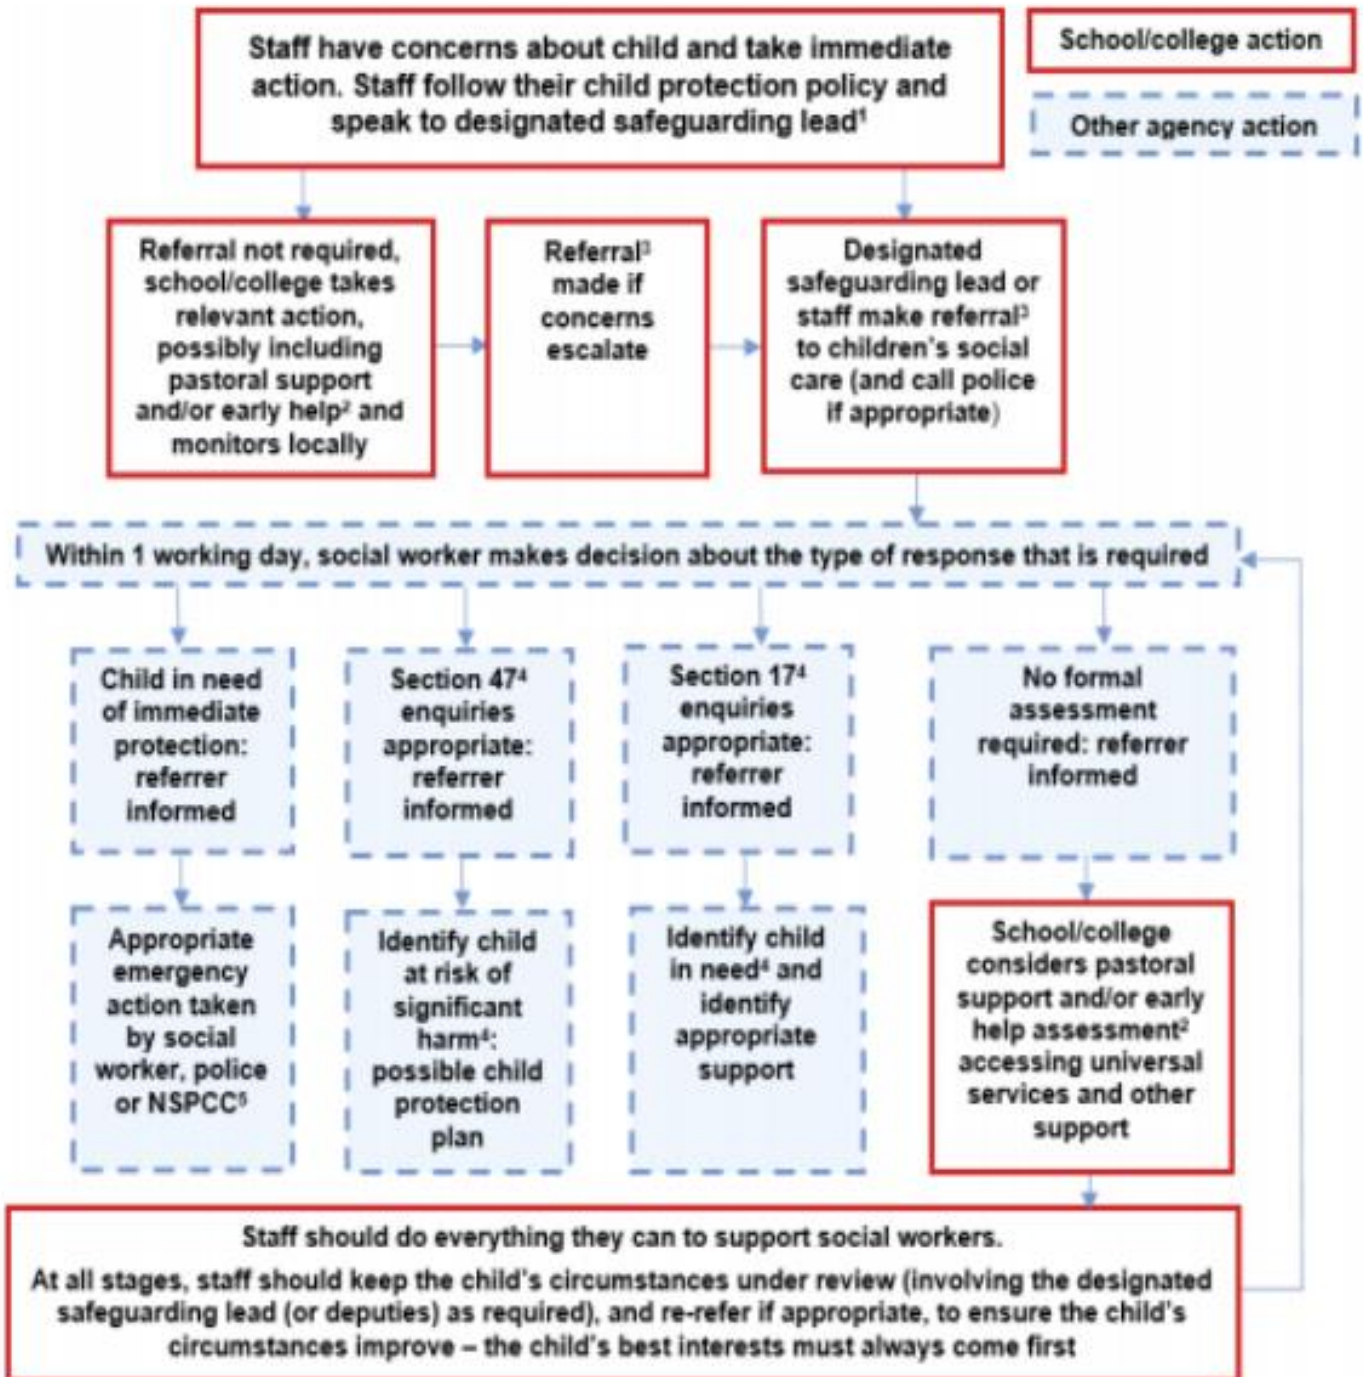 Staff have concerns about child and take immediate
action. Staff follow their child protection policy and
speak to designated safeguarding lead¹
School/college action
Other agency action
Referral not required,
school/college takes
relevant action,
possibly including
pastoral support
and/or early help² and
monitors locally
Referral³
made if
concerns
escalate
Designated
safeguarding lead or
staff make referral³
to children's social
care (and call police
if appropriate)
Within 1 working day, social worker makes decision about the type of response that is required
Child in need
of immediate
protection:
referrer
informed
Section 47⁴
enquiries
appropriate:
referrer
informed
Section 17⁴
enquiries
appropriate:
referrer
informed
No formal
assessment
required: referrer
informed
Appropriate
emergency
action taken
by social
worker, police
or NSPCC⁵
Identify child
at risk of
significant
harm⁴:
possible child
protection
plan
Identify child
in need⁴ and
identify
appropriate
support
School/college
considers pastoral
support and/or early
help assessment²
accessing universal
services and other
support
Staff should do everything they can to support social workers.
At all stages, staff should keep the child's circumstances under review (involving the designated
safeguarding lead (or deputies) as required), and re-refer if appropriate, to ensure the child's
circumstances improve – the child's best interests must always come first